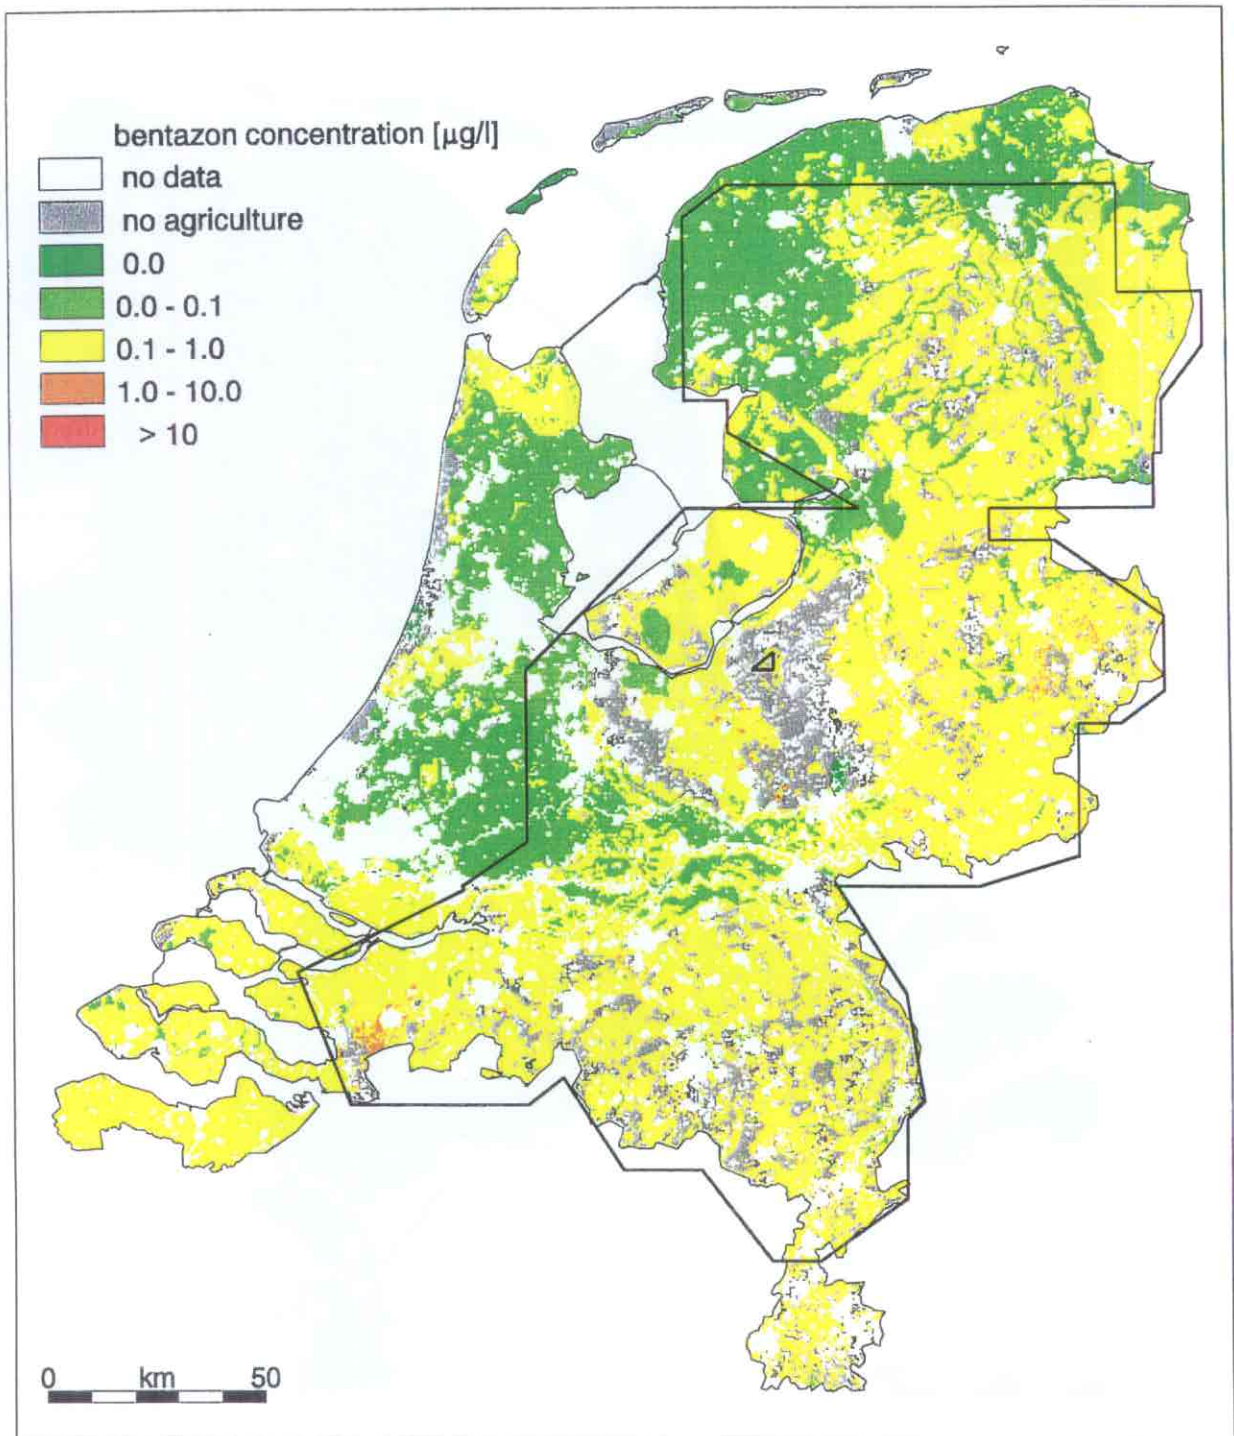 bentazon concentration [µg/l]
no data
no agriculture
0.0
0.0 - 0.1
0.1 - 1.0
1.0 - 10.0
> 10
0 km 50